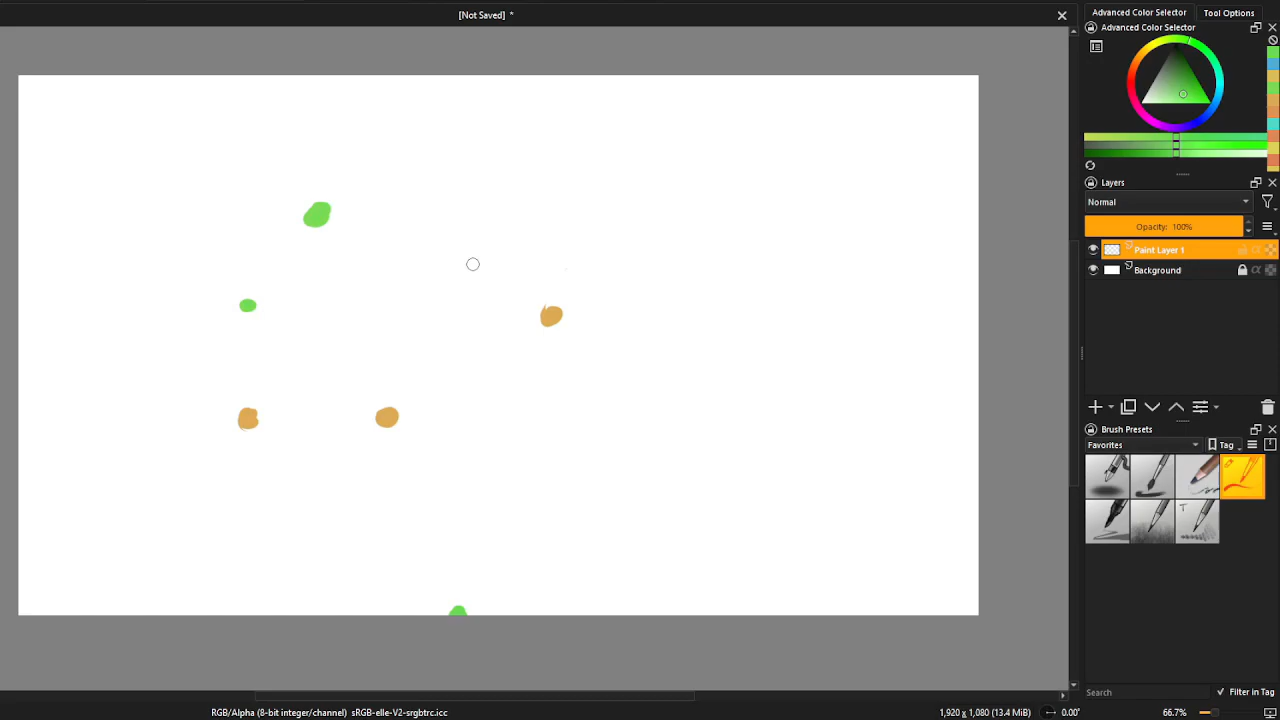 [Not Saved] *
Advanced Color Selector
Tool Options
Advanced Color Selector
Layers
Normal
Opacity: 100%
Paint Layer 1
Background
Brush Presets
Favorites
Tag
Search
Filter in Tag
RGB/Alpha (8-bit integer/channel) sRGB-elle-V2-srgbtrc.icc
1,920 x 1,080 (13.4 MiB)
0.00°
66.7%